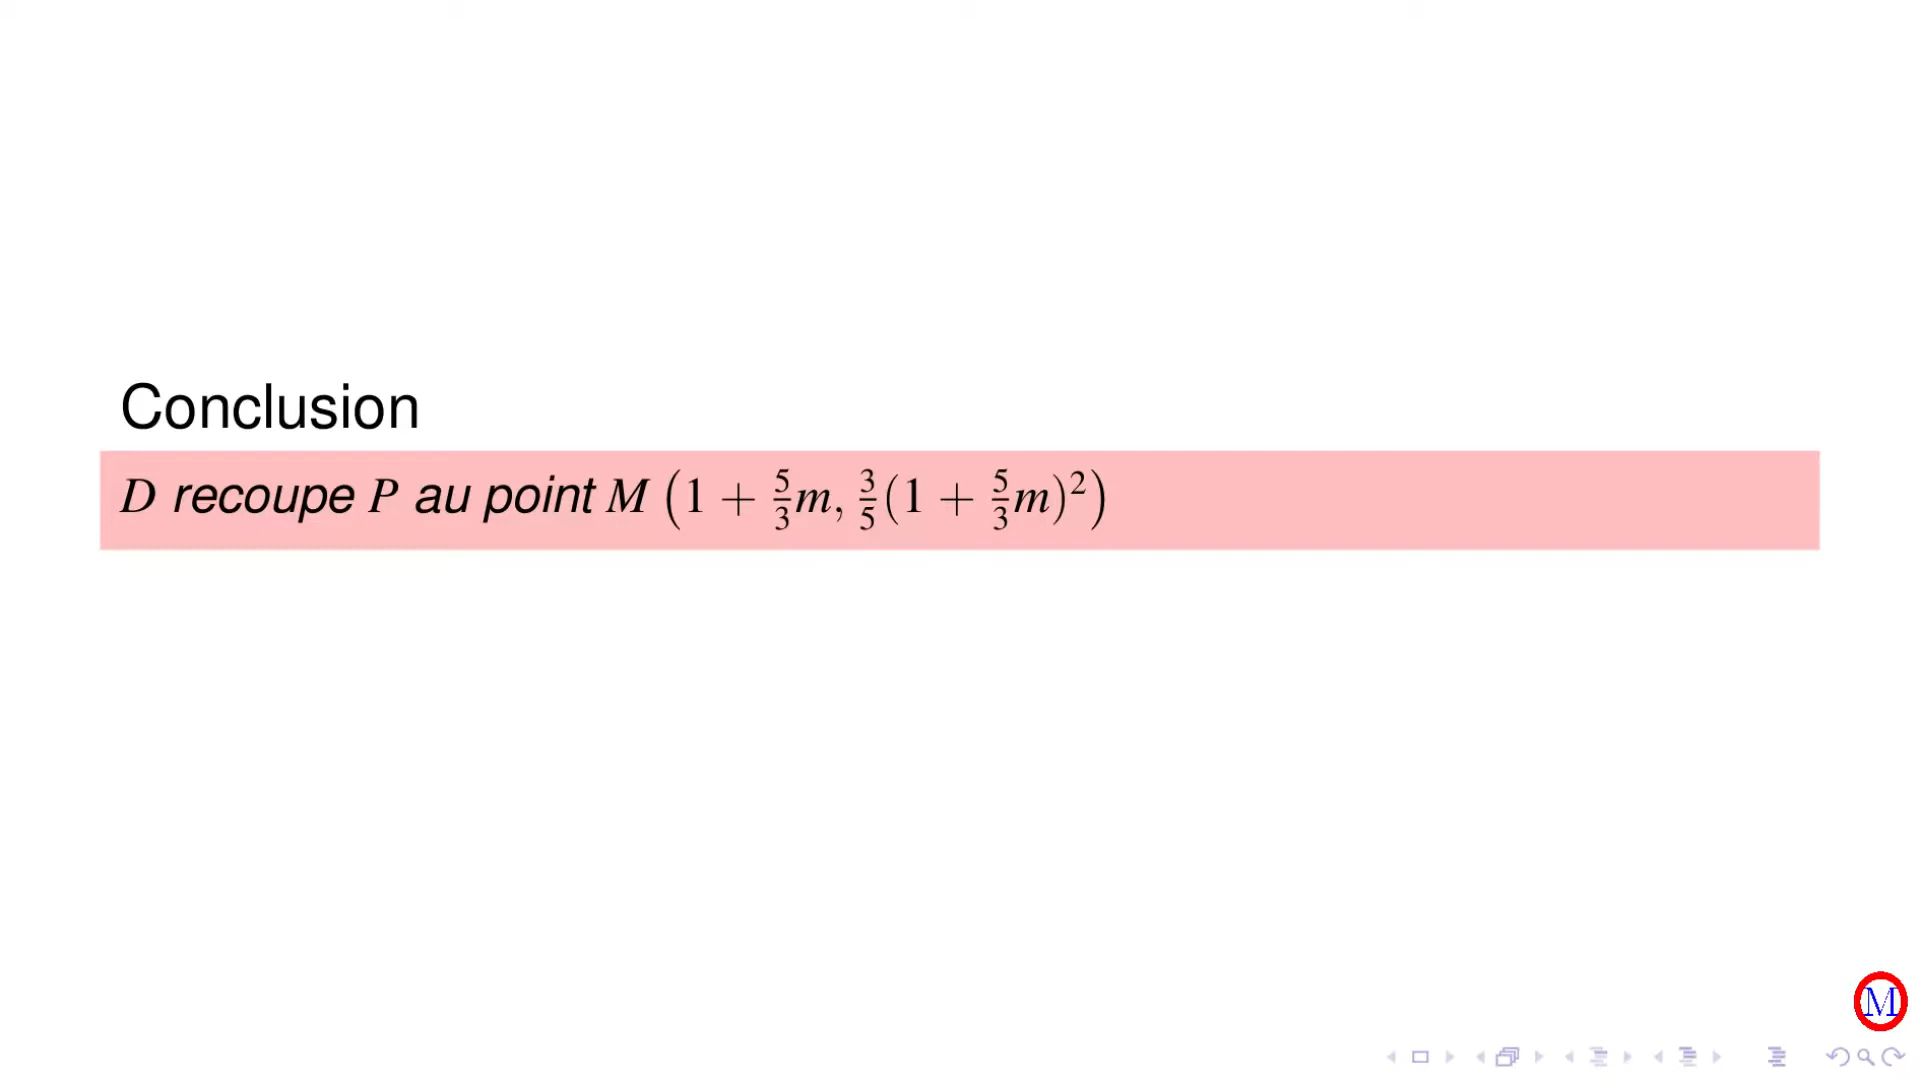 Conclusion
D recoupe P au point M (1 + 5/3 m, 3/5 (1 + 5/3 m)²)
M